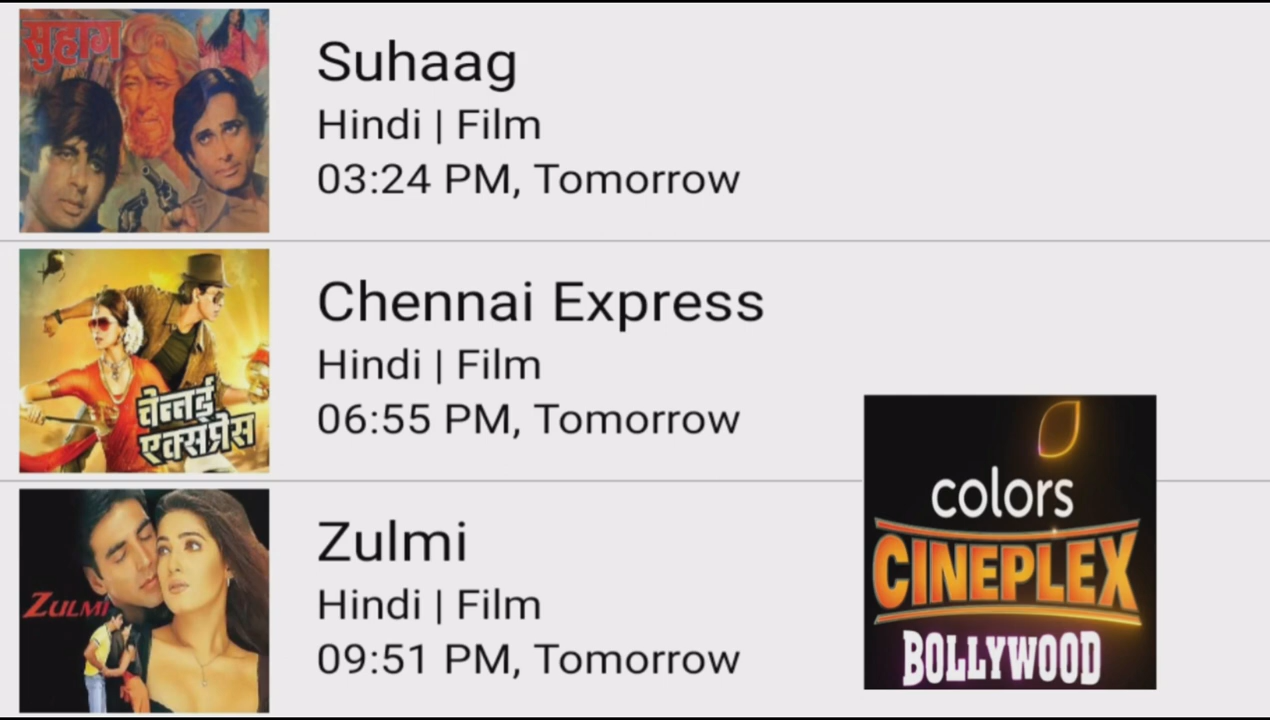 सुहाग
Suhaag
Hindi | Film
03:24 PM, Tomorrow
चेन्नई
एक्सप्रेस
Chennai Express
Hindi | Film
06:55 PM, Tomorrow
ZULMI
Zulmi
Hindi | Film
09:51 PM, Tomorrow
colors
CINEPLEX
BOLLYWOOD